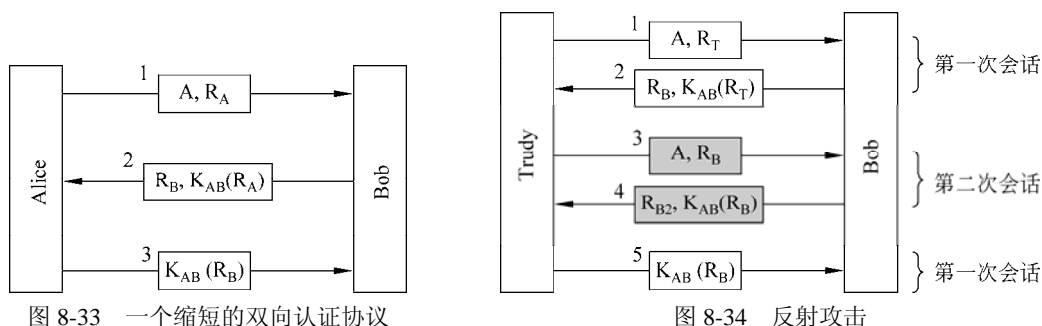 Alice
Bob
1
A, R_A
2
R_B, K_AB(R_A)
3
K_AB (R_B)
图 8-33 一个缩短的双向认证协议
Trudy
Bob
1
A, R_T
2
R_B, K_AB(R_T)
第一次会话
3
A, R_B
4
R_B2, K_AB(R_B)
第二次会话
5
K_AB (R_B)
第一次会话
图 8-34 反射攻击